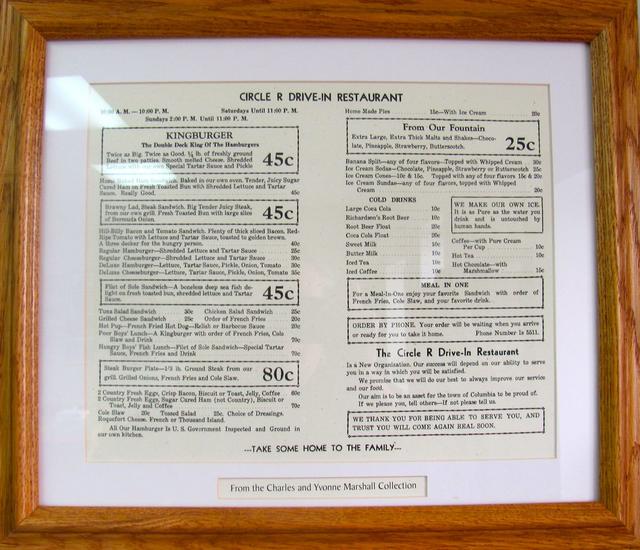 CIRCLE R DRIVE-IN RESTAURANT
A. M. — 10:00 P. M. Saturdays Until 11:00 P. M.
Sundays 2:00 P. M. Until 11:00 P. M.
KINGBURGER
The Double Deck King Of the Hamburgers
Twice as Big. Twice as Good. ¼ lb. of freshly ground
Beef in two patties. Smooth melted Cheese. Shredded
Lettuce with our own Special Tartar Sauce and Pickle
45c
Baked in our own oven. Tender, Juicy Sugar
Cured Ham on French Toasted Bun with Shredded Lettuce and Tartar
Sauce. Really Good. 45c
Brawny Lad, Steak Sandwich. Big Tender Juicy Steak,
from our own grill. Fresh Toasted Bun with large slice
of Bermuda Onion.
45c
Hill-Billy Bacon and Tomato Sandwich. Plenty of thick sliced Bacon, Red-
Ripe Tomato with Lettuce and Tartar Sauce, toasted to golden brown.
A three decker for the hungry person. 40c
Regular Hamburger—Shredded Lettuce and Tartar Sauce 25c
Regular Cheeseburger—Shredded Lettuce and Tartar Sauce 30c
DeLuxe Hamburger—Lettuce, Tartar Sauce, Pickle, Onion, Tomato 30c
DeLuxe Cheeseburger—Lettuce, Tartar Sauce, Pickle, Onion, Tomato 35c
Filet of Sole Sandwich—A boneless deep sea fish de-
light on fresh toasted bun, shredded lettuce and Tartar
Sauce.
45c
Tuna Salad Sandwich 30c Chicken Salad Sandwich 25c
Grilled Cheese Sandwich 25c Order of French Fries 20c
Hot Pup—French Fried Hot Dog—Relish or Barbecue Sauce 20c
Poor Boys' Lunch—A Kingburger with order of French Fries, Cole
Slaw and Drink 70c
Hungry Boys' Fish Lunch—Filet of Sole Sandwich—Special Tartar
Sauce, French Fries and Drink 70c
Steak Burger Plate—1/3 lb. Ground Steak from our
grill. Grilled Onions, French Fries and Cole Slaw.
80c
2 Country Fresh Eggs, Crisp Bacon, Biscuit or Toast, Jelly, Coffee 60c
2 Country Fresh Eggs, Sugar Cured Ham (not Country), Biscuit or
Toast, Jelly and Coffee 70c
Cole Slaw 20c Tossed Salad 25c. Choice of Dressings.
Roquefort Cheese, French or Thousand Island.
All Our Hamburger Is U. S. Government Inspected and Ground in
our own kitchen.
Home Made Pies 15c—With Ice Cream 20c
From Our Fountain
Extra Large, Extra Thick Malts and Shakes—Choco-
late, Pineapple, Strawberry, Butterscotch.
25c
Banana Split—any of four flavors—Topped with Whipped Cream 30c
Ice Cream Sodas—Chocolate, Pineapple, Strawberry or Butterscotch 25c
Ice Cream Cones—10c & 15c. Topped with any of four flavors 15c & 20c
Ice Cream Sundas—any of four flavors, topped with Whipped
Cream 20c
COLD DRINKS
Large Coca Cola 10c
Richardson's Root Beer 10c
Root Beer Float 20c
Coca Cola Float 20c
Sweet Milk 10c
Butter Milk 10c
Iced Tea 10c
Iced Coffee 10c
WE MAKE OUR OWN ICE.
It is as Pure as the water you
drink and is untouched by
human hands.
Coffee—with Pure Cream
Per Cup 10c
Hot Tea 10c
Hot Chocolate—with
Marshmallow 15c
MEAL IN ONE
For a Meal-In-One enjoy your favorite Sandwich with order of
French Fries, Cole Slaw, and your favorite drink.
ORDER BY PHONE. Your order will be waiting when you arrive
or ready for you to take it home. Phone Number Is 5511.
The Circle R Drive-In Restaurant
Is a New Organization. Our success will depend on our ability to serve
you in a way in which you will be satisfied.
We promise that we will do our best to always improve our service
and our food.
Our aim is to be an asset for the town of Columbia to be proud of.
If we please you, tell others—If not please tell us.
WE THANK YOU FOR BEING ABLE TO SERVE YOU, AND
TRUST YOU WILL COME AGAIN REAL SOON.
...TAKE SOME HOME TO THE FAMILY...
From the Charles and Yvonne Marshall Collection